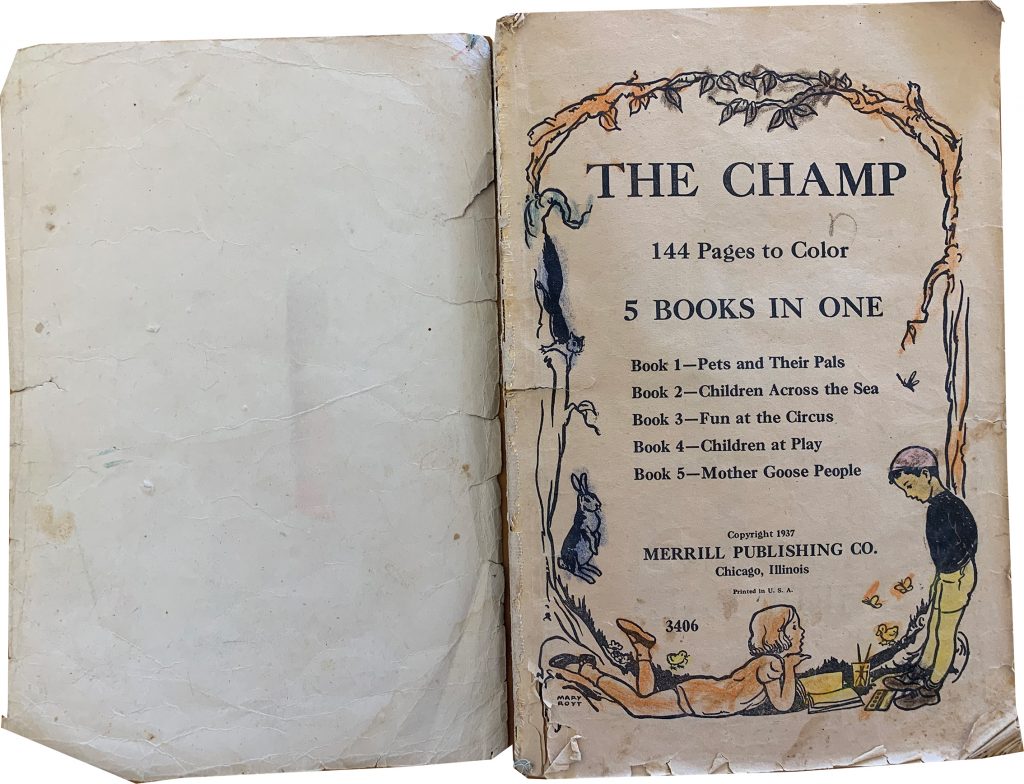 THE CHAMP
n
144 Pages to Color
5 BOOKS IN ONE
Book 1—Pets and Their Pals
Book 2—Children Across the Sea
Book 3—Fun at the Circus
Book 4—Children at Play
Book 5—Mother Goose People
Copyright 1937
MERRILL PUBLISHING CO.
Chicago, Illinois
Printed in U. S. A.
3406
MARY
ROYT